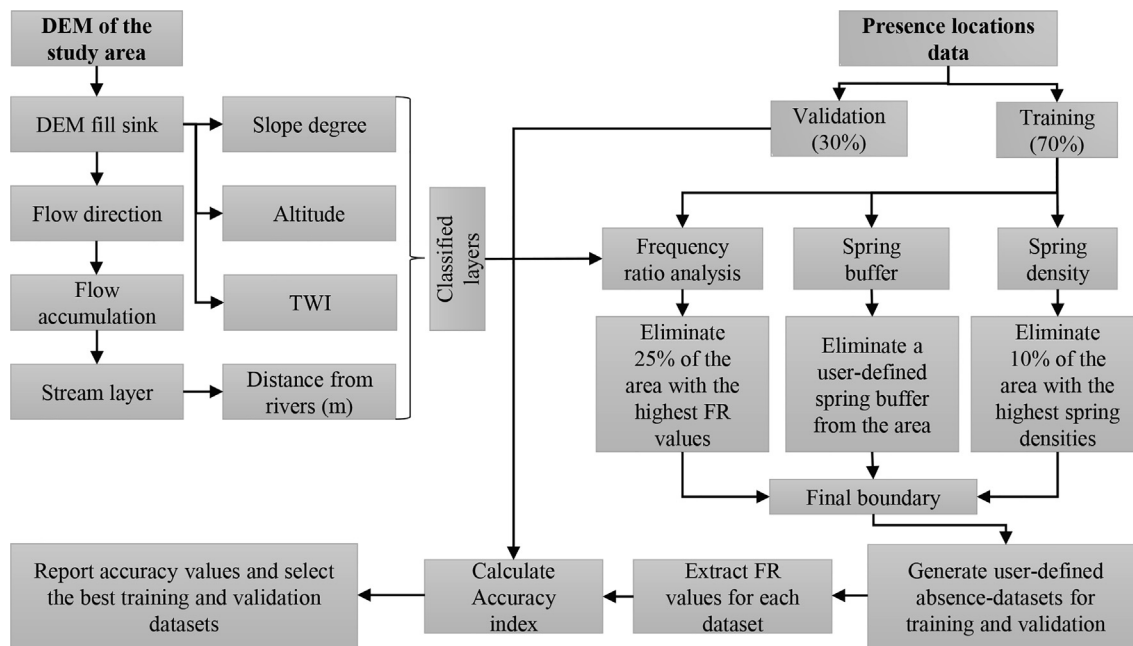 DEM of the
study area
Presence locations
data
DEM fill sink
Slope degree
Validation
(30%)
Training
(70%)
Flow direction
Altitude
Classified
layers
Frequency
ratio analysis
Spring
buffer
Spring
density
Flow
accumulation
TWI
Eliminate
25% of the
area with the
highest FR
values
Eliminate a
user-defined
spring buffer
from the area
Eliminate
10% of the
area with the
highest spring
densities
Stream layer
Distance from
rivers (m)
Final boundary
Report accuracy values and select
the best training and validation
datasets
Calculate
Accuracy
index
Extract FR
values for each
dataset
Generate user-defined
absence-datasets for
training and validation